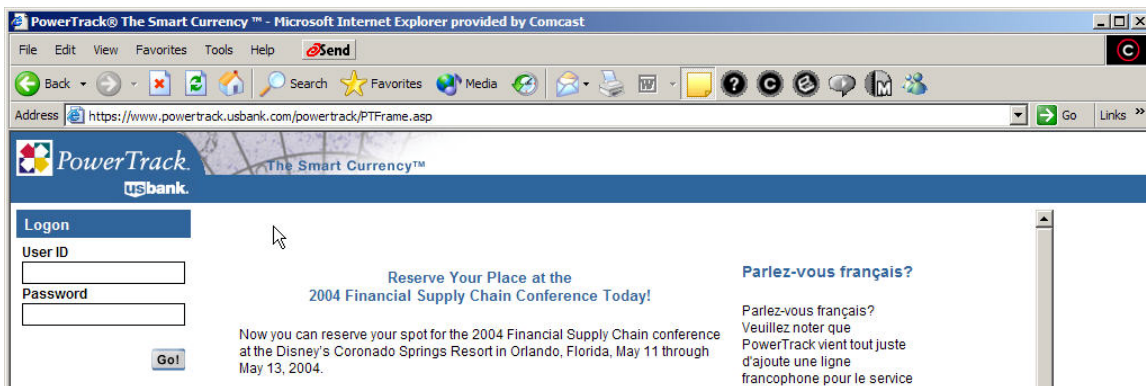 PowerTrack® The Smart Currency ™ - Microsoft Internet Explorer provided by Comcast
File Edit View Favorites Tools Help eSend
Back Search Favorites Media
Address https://www.powertrack.usbank.com/powertrack/PTFrame.asp Go Links »
PowerTrack.
The Smart Currency™
usbank.
Logon
User ID
Password
Go!
Reserve Your Place at the
2004 Financial Supply Chain Conference Today!
Now you can reserve your spot for the 2004 Financial Supply Chain conference
at the Disney's Coronado Springs Resort in Orlando, Florida, May 11 through
May 13, 2004.
Parlez-vous français?
Parlez-vous français?
Veuillez noter que
PowerTrack vient tout juste
d'ajoute une ligne
francophone pour le service